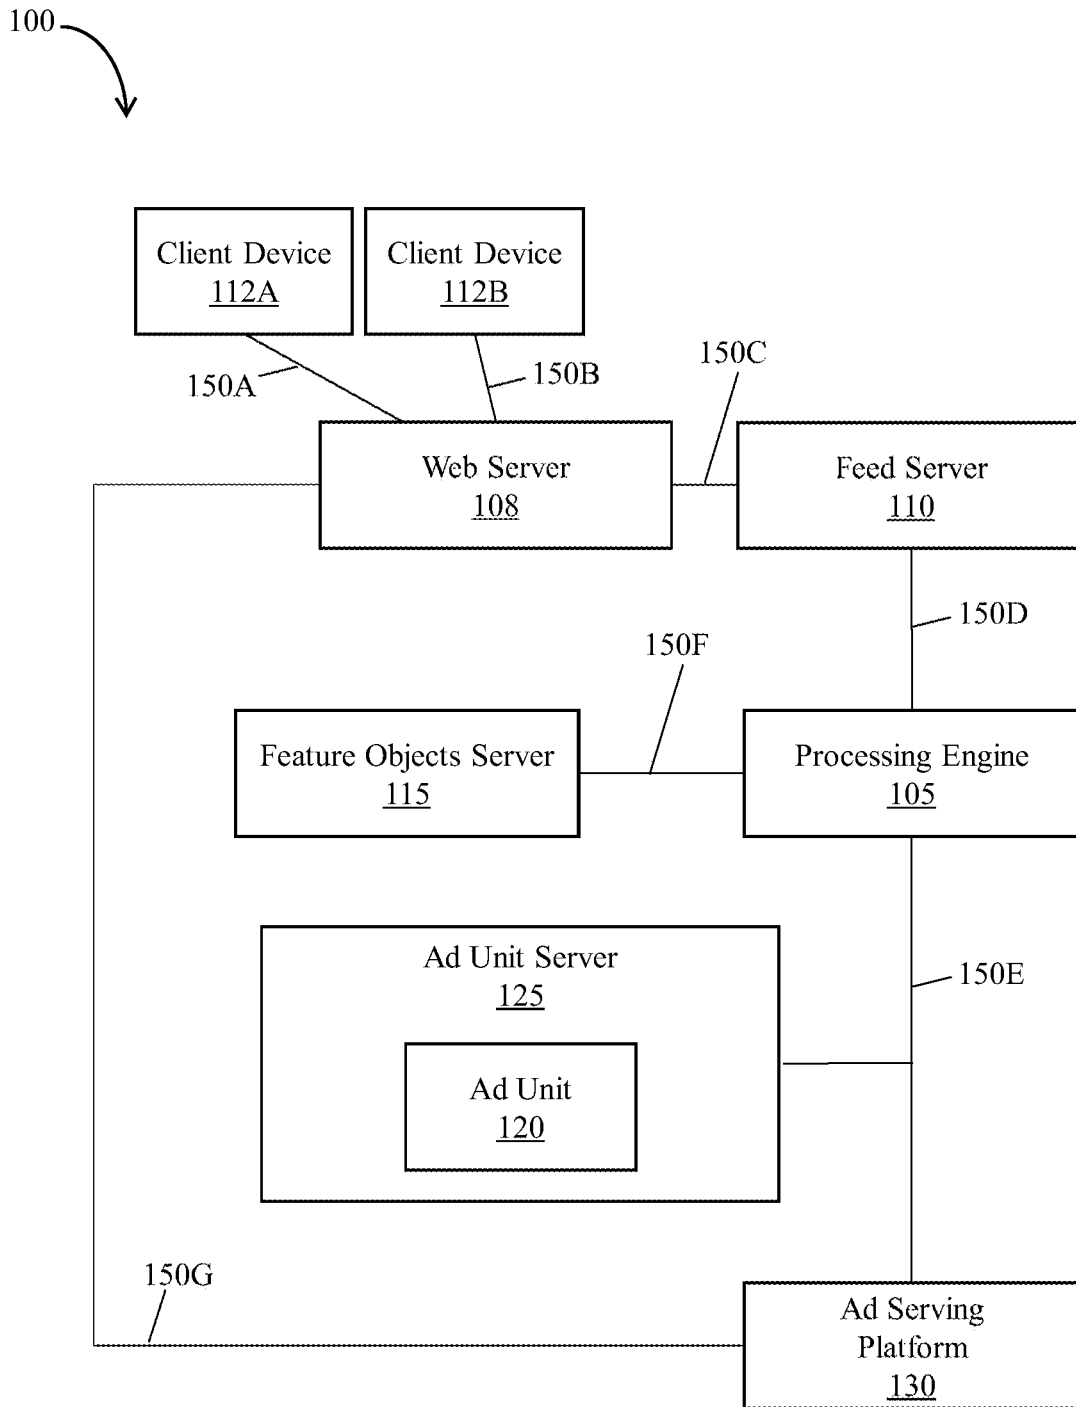 100
Client Device
112A
Client Device
112B
150A
150B
150C
Web Server
108
Feed Server
110
150D
150F
Feature Objects Server
115
Processing Engine
105
Ad Unit Server
125
150E
Ad Unit
120
150G
Ad Serving
Platform
130